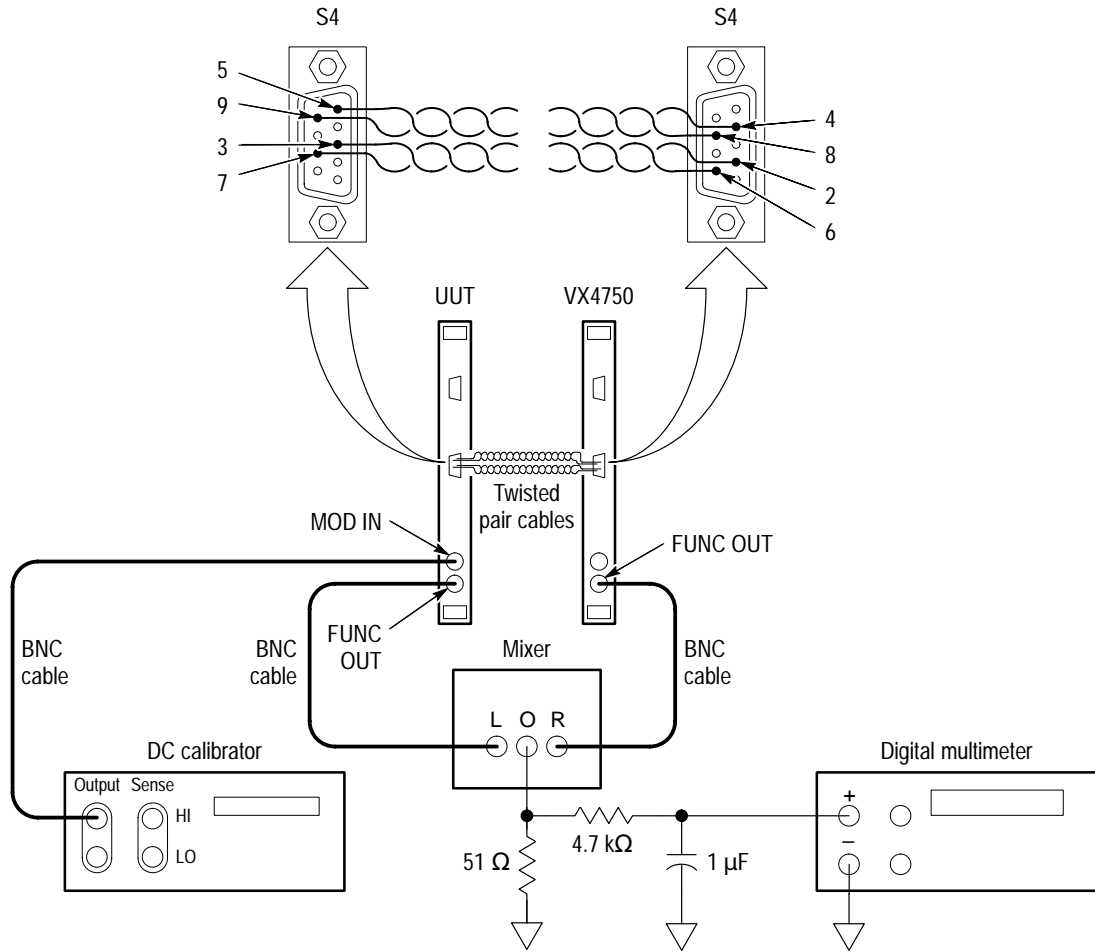 S4
S4
5
9
3
7
4
8
2
6
UUT
VX4750
Twisted
pair cables
MOD IN
FUNC OUT
FUNC
OUT
BNC
cable
BNC
cable
Mixer
BNC
cable
L O R
DC calibrator
Output Sense
HI
LO
Digital multimeter
+
–
4.7 kΩ
51 Ω
1 µF